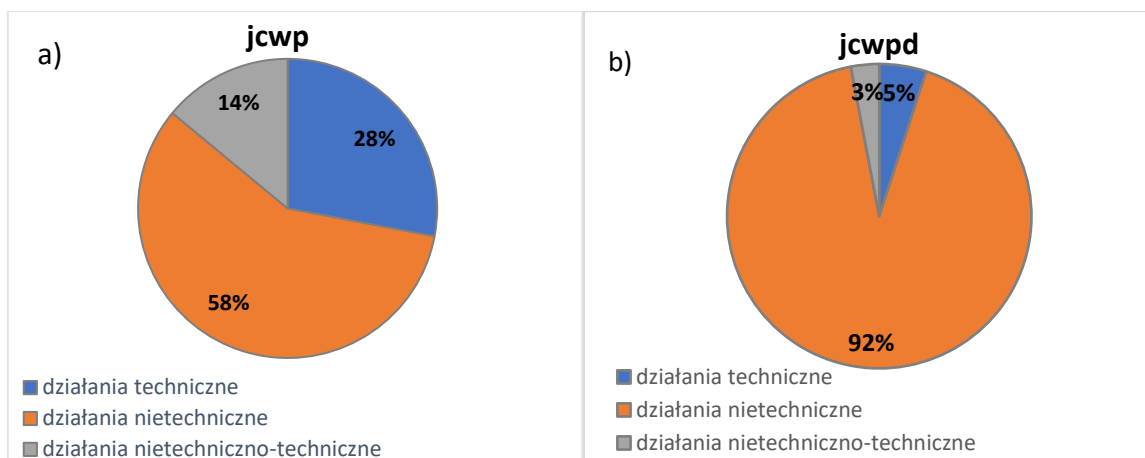 a)
jcwp
14%
28%
58%
działania techniczne
działania nietechniczne
działania nietechniczno-techniczne
b)
jcwpd
3%
5%
92%
działania techniczne
działania nietechniczne
działania nietechniczno-techniczne